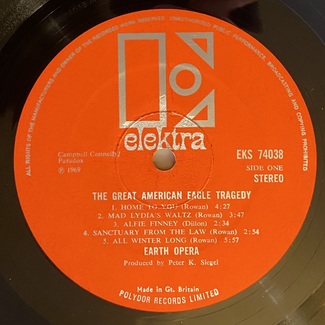 ALL RIGHTS OF THE MANUFACTURERS AND OF THE OWNER OF THE RECORDED WORK RESERVED. UNAUTHORISED PUBLIC PERFORMANCE, BROADCASTING AND COPYING PROHIBITED
elektra
Campbell Connelly/
Paradox
℗ 1969
EKS 74038
SIDE ONE
STEREO
THE GREAT AMERICAN EAGLE TRAGEDY
1. HOME TO YOU (Rowan) 4:27
2. MAD LYDIA'S WALTZ (Rowan) 3:47
3. ALFIE FINNEY (Dillon) 2:34
4. SANCTUARY FROM THE LAW (Rowan) 2:54
5. ALL WINTER LONG (Rowan) 5:57
EARTH OPERA
Produced by Peter K. Siegel
Made in Gt. Britain
POLYDOR RECORDS LIMITED